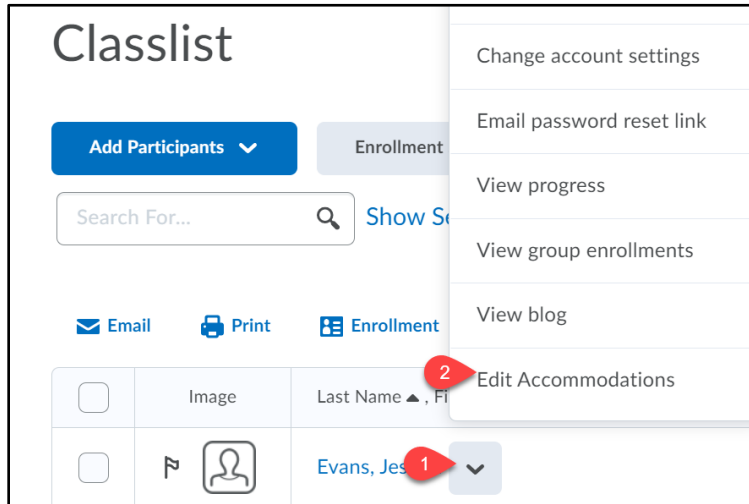 Classlist
Add Participants
Enrollment
Search For...
Show Se
Email
Print
Enrollment
Image
Last Name ▲ , Fi
Evans, Jes
1
Change account settings
Email password reset link
View progress
View group enrollments
View blog
2
Edit Accommodations